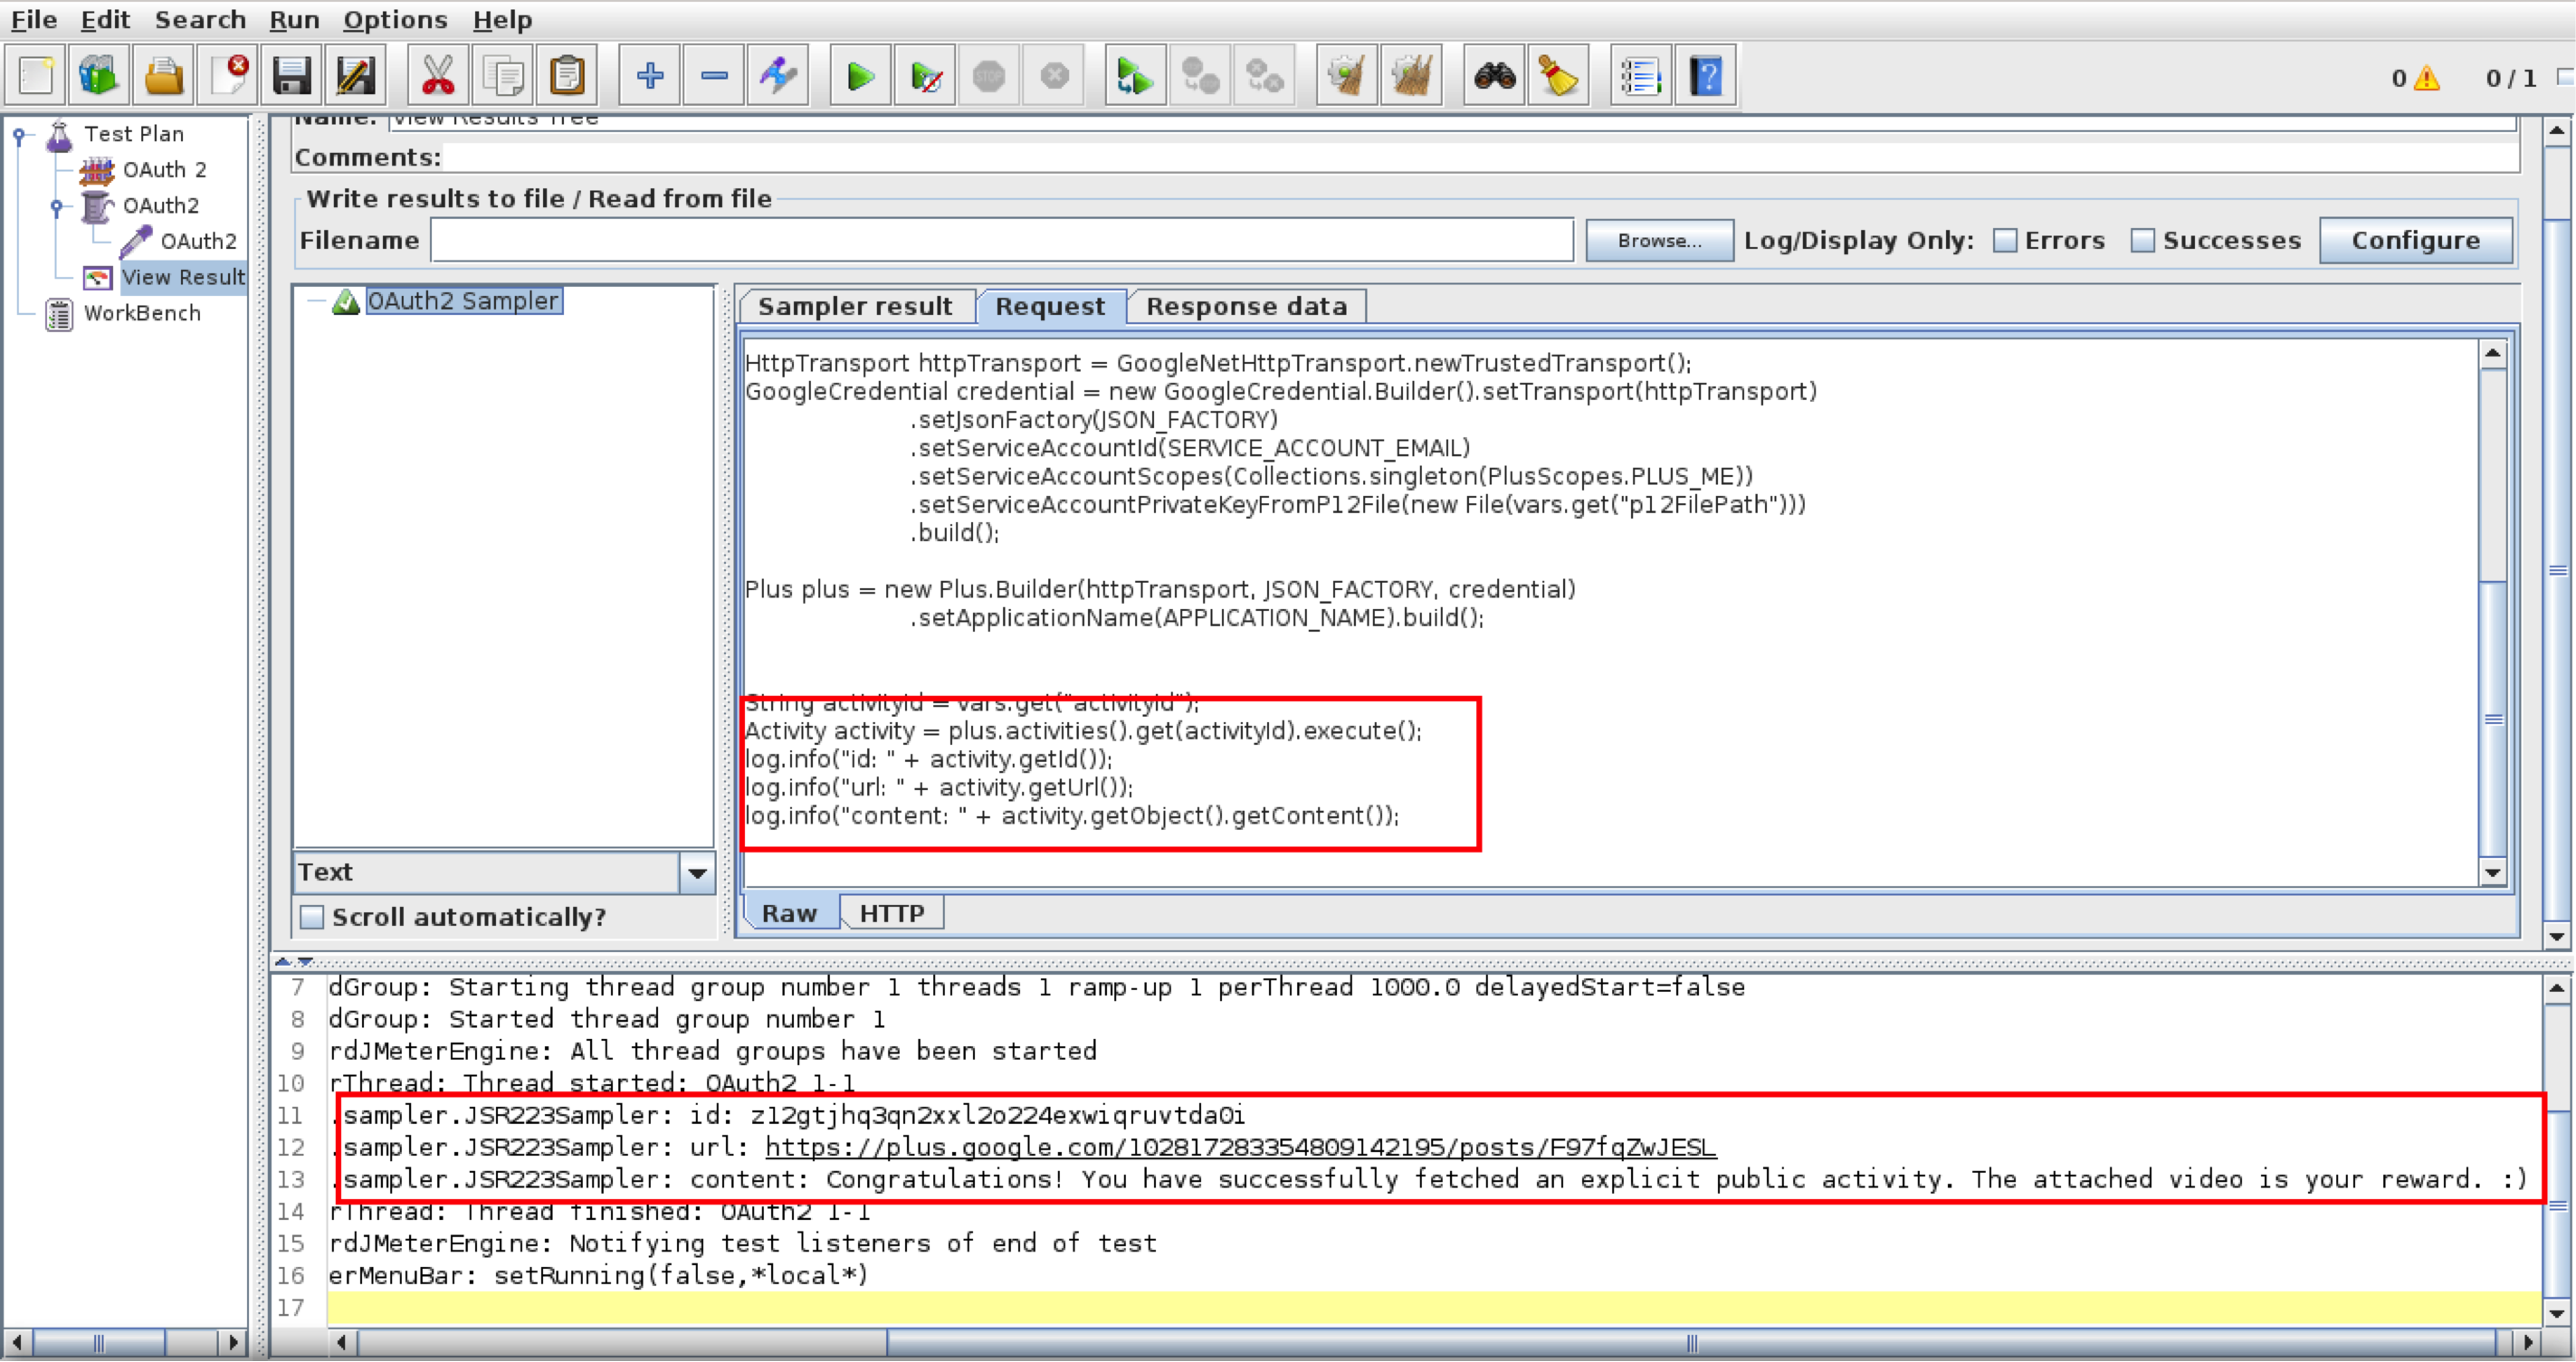 File Edit Search Run Options Help
STOP
0 0 / 1
Test Plan
OAuth 2
OAuth2
OAuth2
View Result
WorkBench
Name: View Results Tree
Comments:
Write results to file / Read from file
Filename Browse... Log/Display Only: Errors Successes Configure
OAuth2 Sampler
Text
Scroll automatically?
Sampler result Request Response data
HttpTransport httpTransport = GoogleNetHttpTransport.newTrustedTransport();
GoogleCredential credential = new GoogleCredential.Builder().setTransport(httpTransport)
.setJsonFactory(JSON_FACTORY)
.setServiceAccountId(SERVICE_ACCOUNT_EMAIL)
.setServiceAccountScopes(Collections.singleton(PlusScopes.PLUS_ME))
.setServiceAccountPrivateKeyFromP12File(new File(vars.get("p12FilePath")))
.build();
Plus plus = new Plus.Builder(httpTransport, JSON_FACTORY, credential)
.setApplicationName(APPLICATION_NAME).build();
String activityId = vars.get("activityId");
Activity activity = plus.activities().get(activityId).execute();
log.info("id: " + activity.getId());
log.info("url: " + activity.getUrl());
log.info("content: " + activity.getObject().getContent());
Raw HTTP
7 dGroup: Starting thread group number 1 threads 1 ramp-up 1 perThread 1000.0 delayedStart=false
8 dGroup: Started thread group number 1
9 rdJMeterEngine: All thread groups have been started
10 rThread: Thread started: OAuth2 1-1
11 .sampler.JSR223Sampler: id: z12gtjhq3qn2xxl2o224exwiqruvtda0i
12 .sampler.JSR223Sampler: url: https://plus.google.com/102817283354809142195/posts/F97fqZwJESL
13 .sampler.JSR223Sampler: content: Congratulations! You have successfully fetched an explicit public activity. The attached video is your reward. :)
14 rThread: Thread finished: OAuth2 1-1
15 rdJMeterEngine: Notifying test listeners of end of test
16 erMenuBar: setRunning(false,*local*)
17